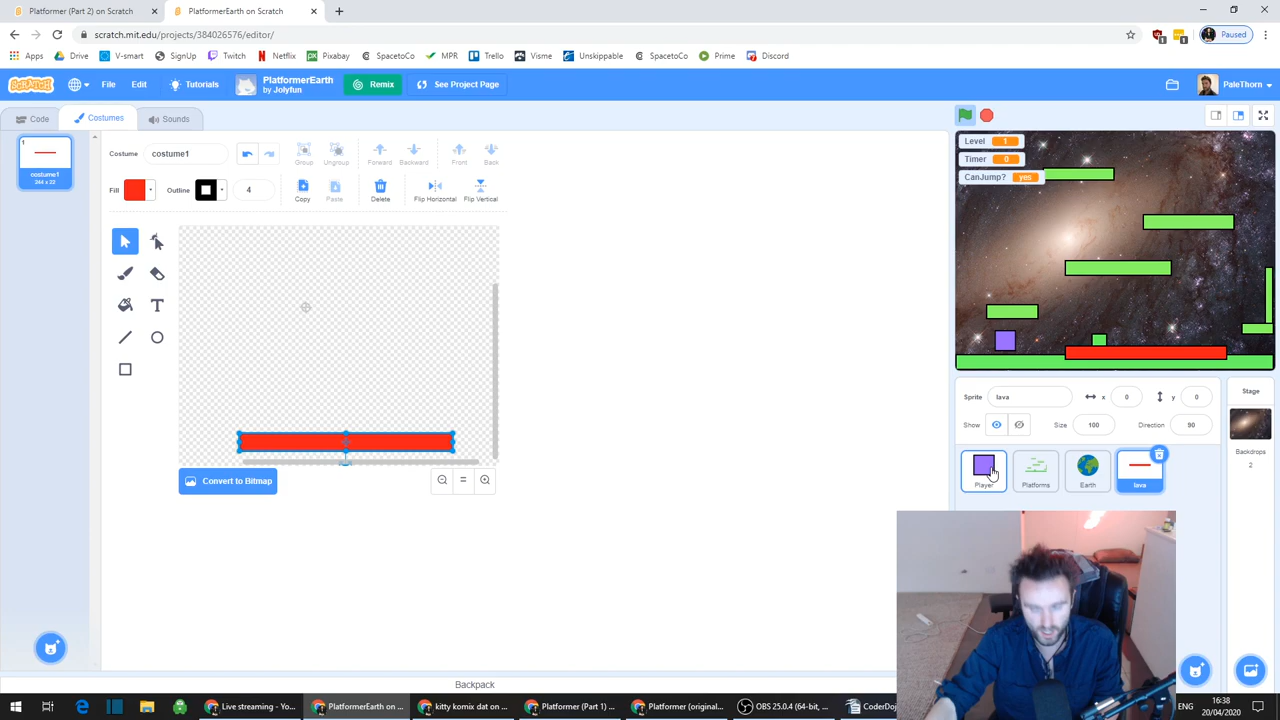 Platformer (Part 2) on Scratch
PlatformerEarth on Scratch
scratch.mit.edu/projects/384026576/editor/
Paused
Apps
Drive
V-smart
SignUp
Twitch
Netflix
Pixabay
SpacetoCo
MPR
Trello
Visme
Unskippable
SpacetoCo
Prime
Discord
SCRATCH
File
Edit
Tutorials
PlatformerEarth
by Jolyfun
Remix
See Project Page
PaleThorn
Code
Costumes
Sounds
1
costume1
264 x 22
Costume
costume1
Group
Ungroup
Forward
Backward
Front
Back
Fill
Outline
4
Copy
Paste
Delete
Flip Horizontal
Flip Vertical
Convert to Bitmap
Level 1
Timer 0
CanJump? yes
Sprite
lava
x
0
y
0
Show
Size
100
Direction
90
Stage
Backdrops
2
Player
Platforms
Earth
lava
Backpack
Live streaming - Yo...
PlatformerEarth on ...
kitty komix dat on ...
Platformer (Part 1) ...
Platformer (original...
OBS 25.0.4 (64-bit, ...
CoderDoj
ENG
16:38
20/04/2020